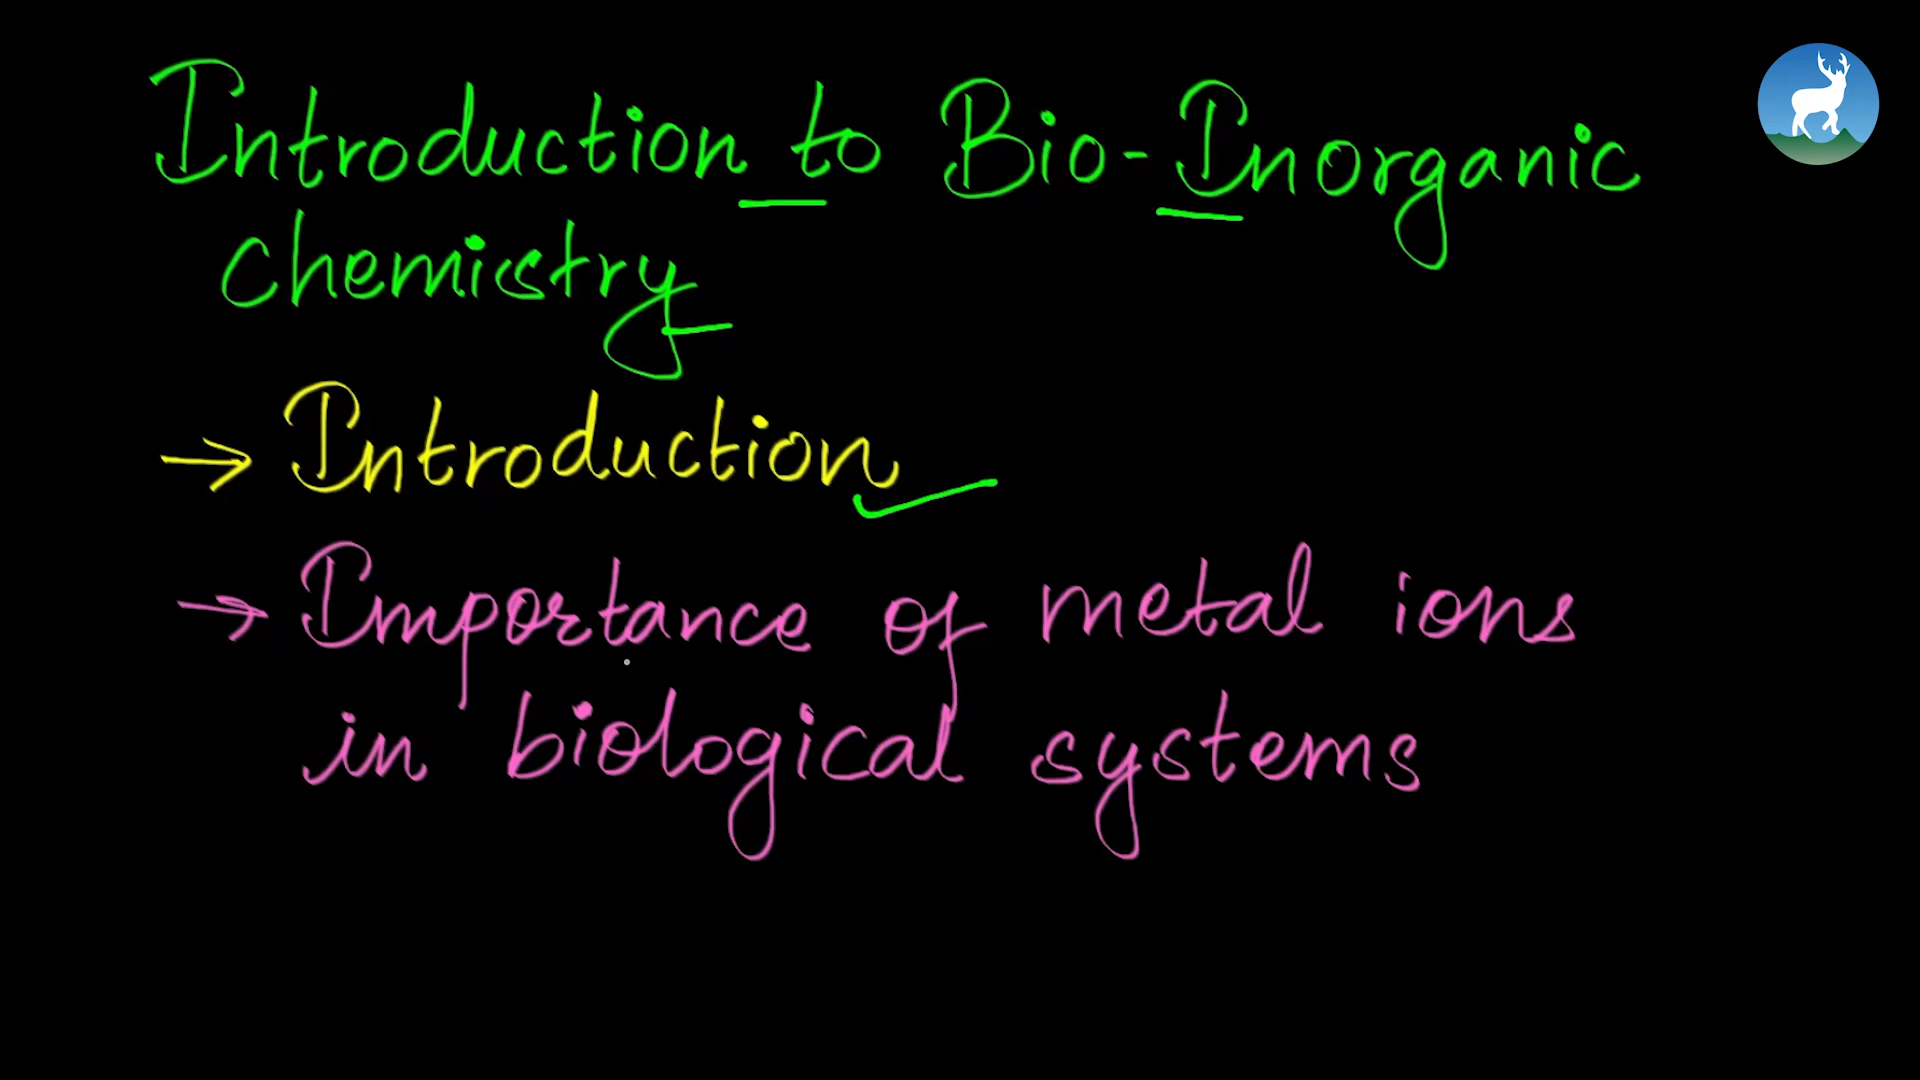 Introduction to Bio-Inorganic
chemistry
→ Introduction
→ Importance of metal ions
in biological systems